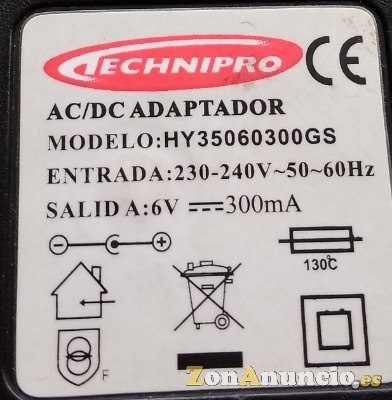 TECHNIPRO CE
AC/DC ADAPTADOR
MODELO:HY35060300GS
ENTRADA:230-240V~50~60Hz
SALIDA:6V ⎓300mA
130℃
F
ZonAnuncio.es